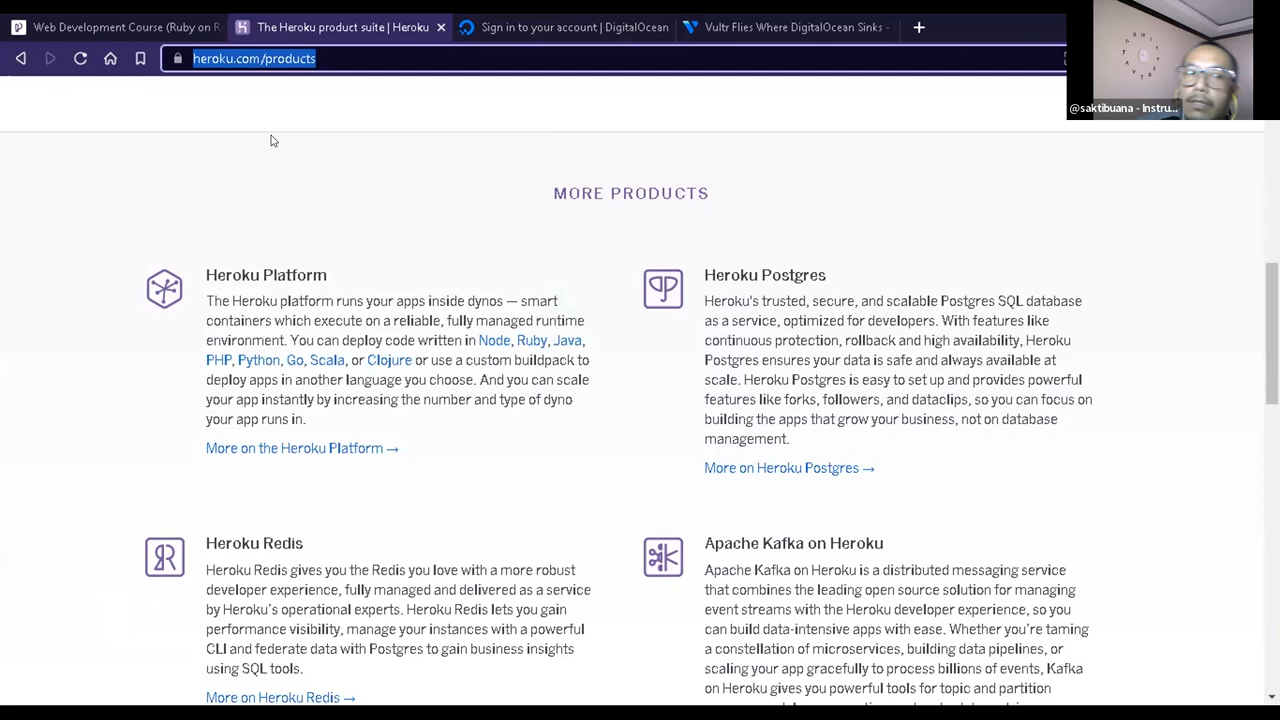 Web Development Course (Ruby on R
The Heroku product suite | Heroku
Sign in to your account | DigitalOcean
Vultr Flies Where DigitalOcean Sinks -
heroku.com/products
@saktibuana - Instru...
MORE PRODUCTS
Heroku Platform
The Heroku platform runs your apps inside dynos — smart
containers which execute on a reliable, fully managed runtime
environment. You can deploy code written in Node, Ruby, Java,
PHP, Python, Go, Scala, or Clojure or use a custom buildpack to
deploy apps in another language you choose. And you can scale
your app instantly by increasing the number and type of dyno
your app runs in.
More on the Heroku Platform →
Heroku Postgres
Heroku's trusted, secure, and scalable Postgres SQL database
as a service, optimized for developers. With features like
continuous protection, rollback and high availability, Heroku
Postgres ensures your data is safe and always available at
scale. Heroku Postgres is easy to set up and provides powerful
features like forks, followers, and dataclips, so you can focus on
building the apps that grow your business, not on database
management.
More on Heroku Postgres →
Heroku Redis
Heroku Redis gives you the Redis you love with a more robust
developer experience, fully managed and delivered as a service
by Heroku's operational experts. Heroku Redis lets you gain
performance visibility, manage your instances with a powerful
CLI and federate data with Postgres to gain business insights
using SQL tools.
More on Heroku Redis →
Apache Kafka on Heroku
Apache Kafka on Heroku is a distributed messaging service
that combines the leading open source solution for managing
event streams with the Heroku developer experience, so you
can build data-intensive apps with ease. Whether you're taming
a constellation of microservices, building data pipelines, or
scaling your app gracefully to process billions of events, Kafka
on Heroku gives you powerful tools for topic and partition